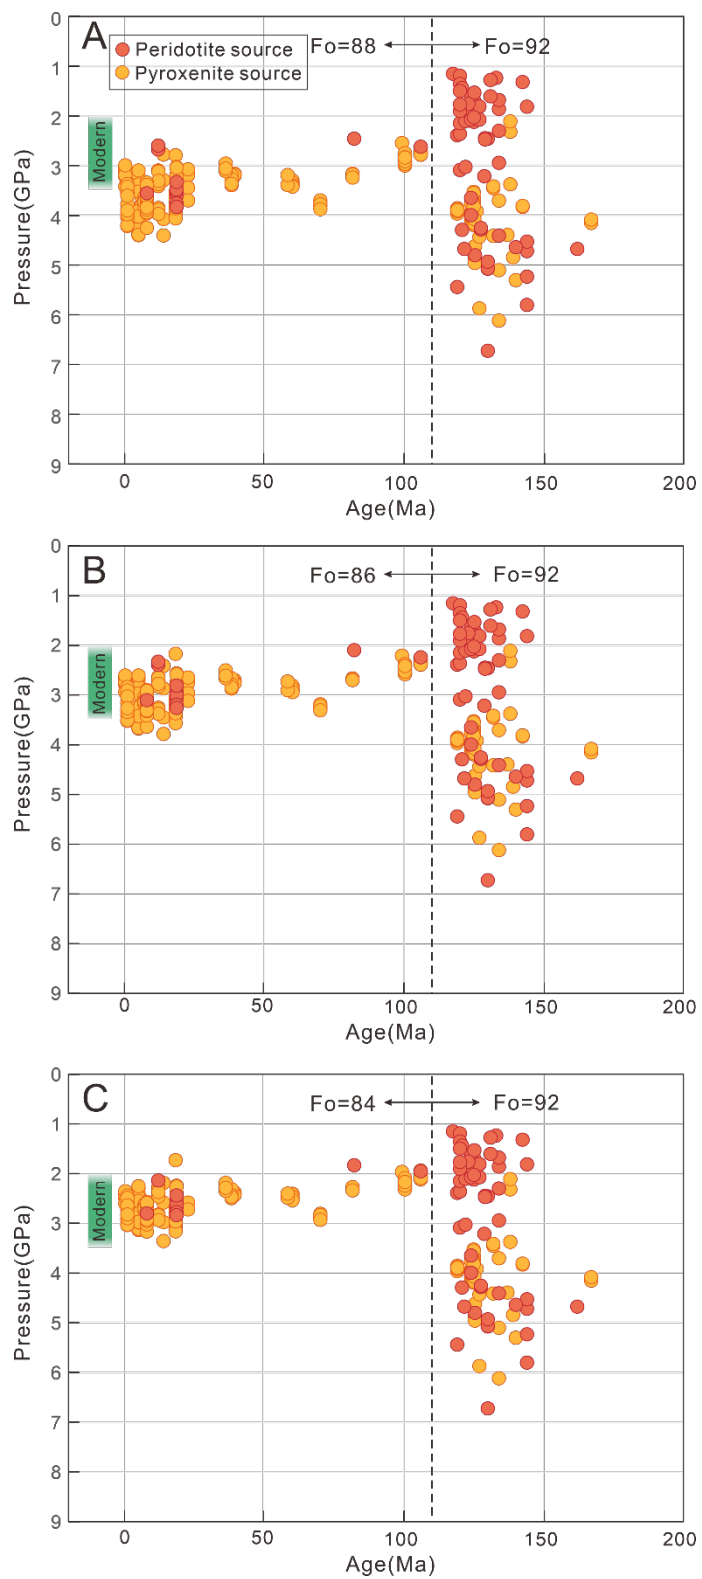 A
Peridotite source
Pyroxenite source
Fo=88
Fo=92
Modern
Pressure(GPa)
0
1
2
3
4
5
6
7
8
9
0
50
100
150
200
Age(Ma)
B
Fo=86
Fo=92
Modern
Pressure(GPa)
0
1
2
3
4
5
6
7
8
9
0
50
100
150
200
Age(Ma)
C
Fo=84
Fo=92
Modern
Pressure(GPa)
0
1
2
3
4
5
6
7
8
9
0
50
100
150
200
Age(Ma)